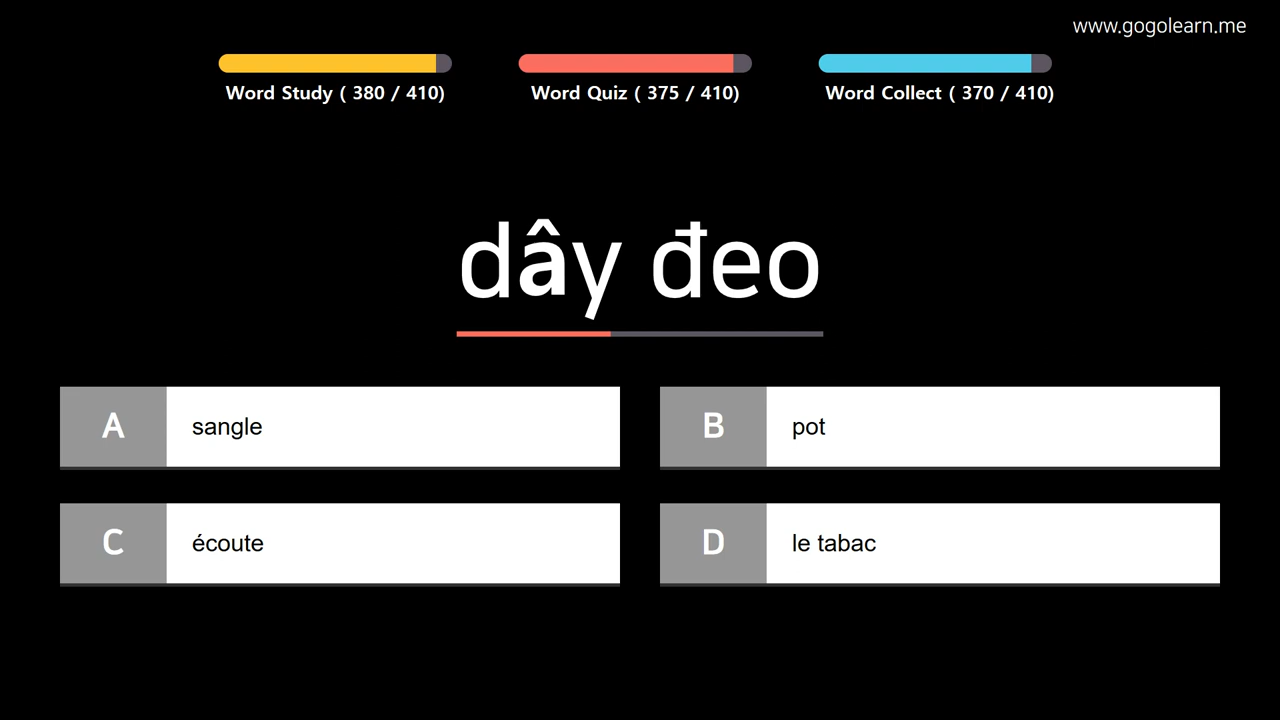 www.gogolearn.me
Word Study ( 380 / 410)
Word Quiz ( 375 / 410)
Word Collect ( 370 / 410)
dây đeo
A sangle
B pot
C écoute
D le tabac